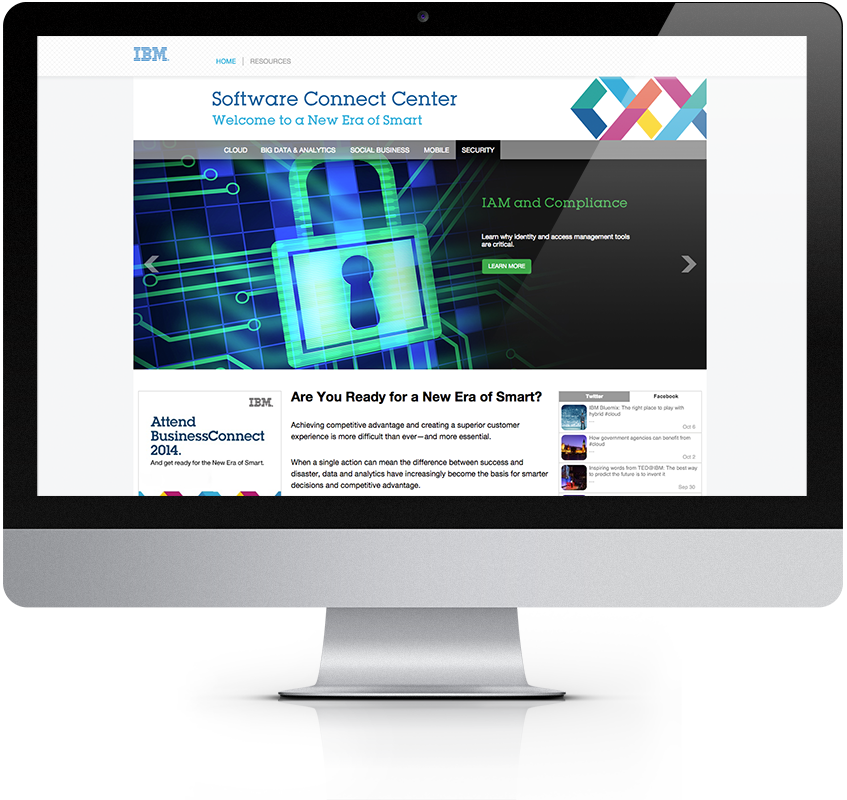 IBM.
HOME | RESOURCES
Software Connect Center
Welcome to a New Era of Smart
CLOUD BIG DATA & ANALYTICS SOCIAL BUSINESS MOBILE SECURITY
IAM and Compliance
Learn why identity and access management tools
are critical.
LEARN MORE
IBM.
Attend
BusinessConnect
2014.
And get ready for the New Era of Smart.
Are You Ready for a New Era of Smart?
Achieving competitive advantage and creating a superior customer
experience is more difficult than ever—and more essential.
When a single action can mean the difference between success and
disaster, data and analytics have increasingly become the basis for smarter
decisions and competitive advantage.
Twitter Facebook
IBM Bluemix: The right place to play with
hybrid #cloud
...
Oct 6
How government agencies can benefit from
#cloud
...
Oct 2
Inspiring words from TED@IBM: The best way
to predict the future is to invent it
...
Sep 30